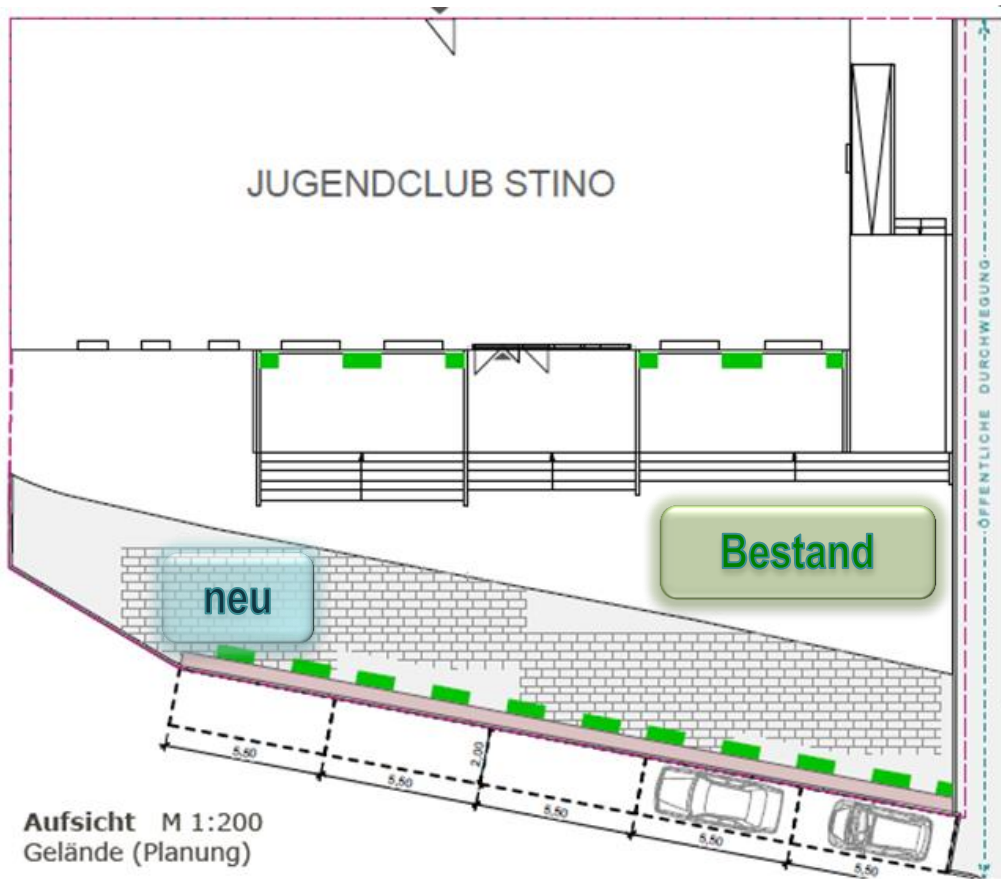 JUGENDCLUB STINO
ÖFFENTLICHE DURCHWEGUNG
Bestand
neu
2,00
5,50
5,50
5,50
5,50
5,50
Aufsicht M 1:200
Gelände (Planung)